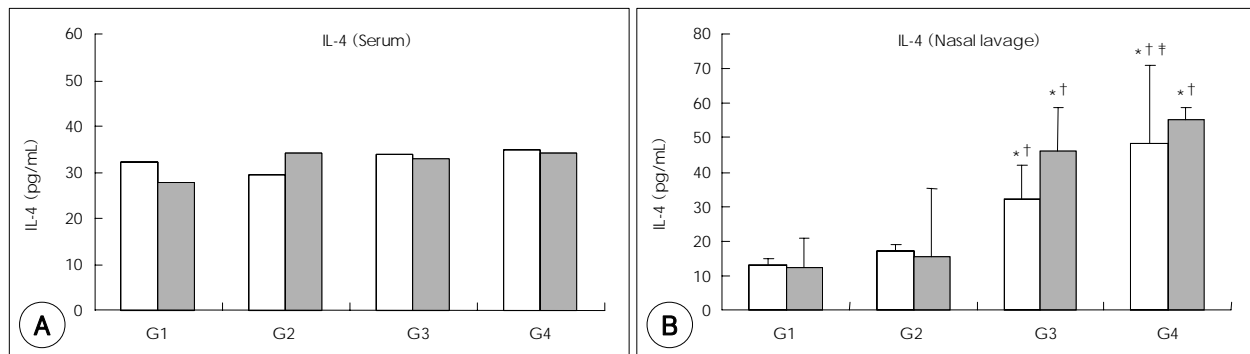 IL-4 (Serum)
IL-4 (pg/mL)
60
50
40
30
20
10
0
G1 G2 G3 G4
A
IL-4 (Nasal lavage)
IL-4 (pg/mL)
80
70
60
50
40
30
20
10
0
*†
*†
*†‡
*†
G1 G2 G3 G4
B